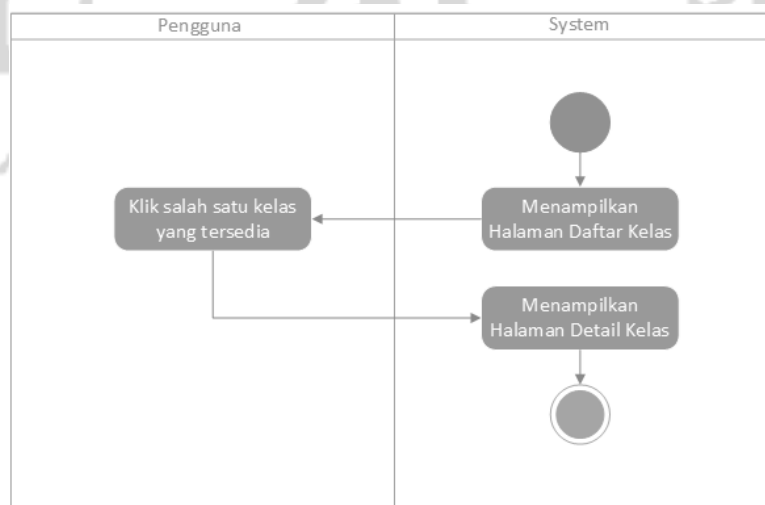 Pengguna
System
Menampilkan
Halaman Daftar Kelas
Klik salah satu kelas
yang tersedia
Menampilkan
Halaman Detail Kelas